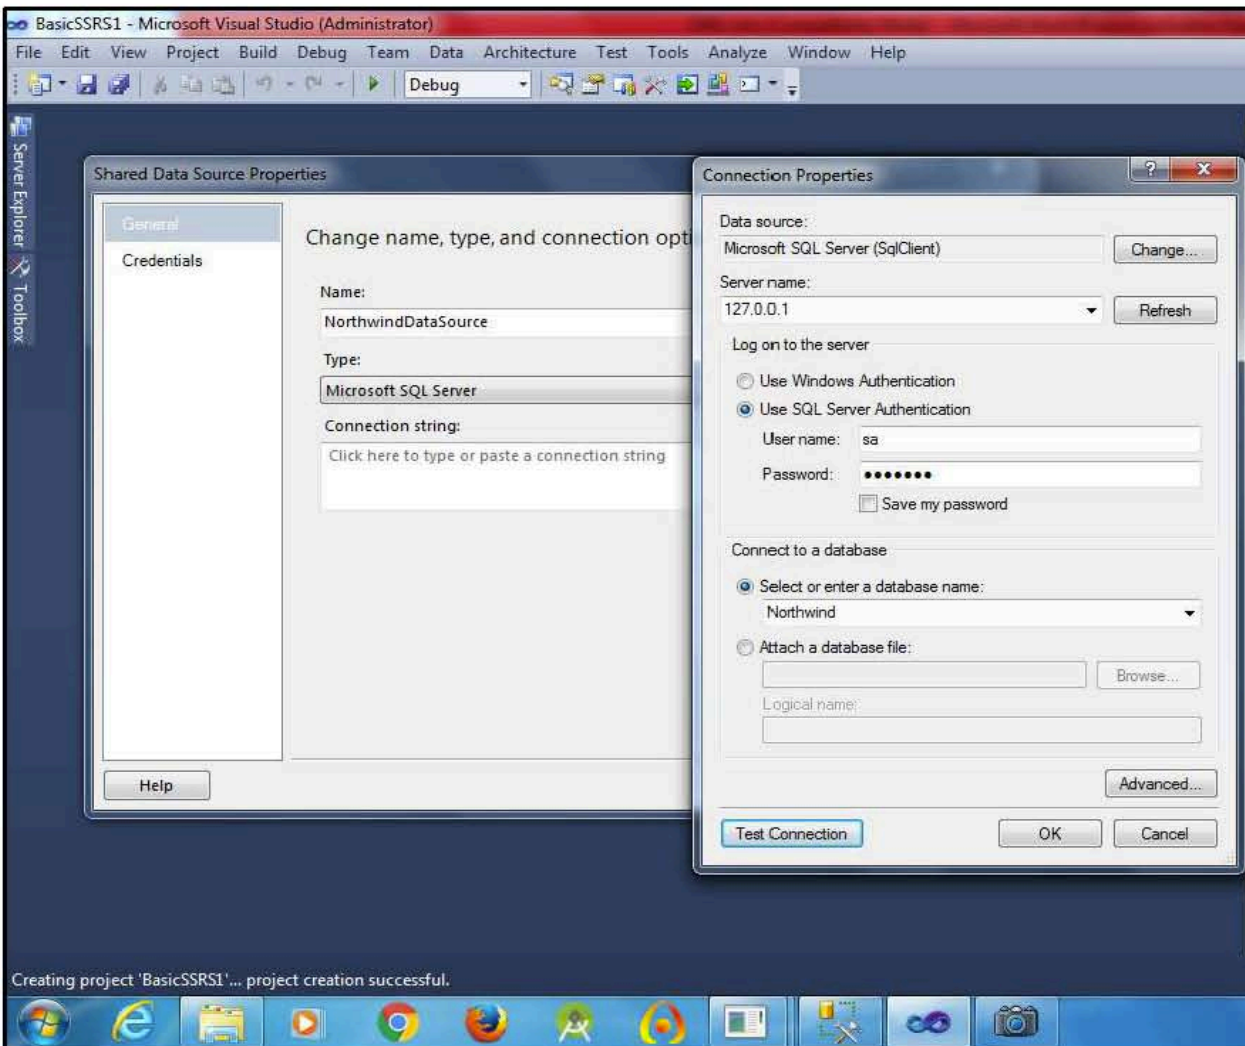 BasicSSRS1 - Microsoft Visual Studio (Administrator)
File Edit View Project Build Debug Team Data Architecture Test Tools Analyze Window Help
Debug
Server Explorer
Toolbox
Shared Data Source Properties
General
Credentials
Change name, type, and connection opti
Name:
NorthwindDataSource
Type:
Microsoft SQL Server
Connection string:
Click here to type or paste a connection string
Help
Connection Properties
Data source:
Microsoft SQL Server (SqlClient)
Change...
Server name:
127.0.0.1
Refresh
Log on to the server
Use Windows Authentication
Use SQL Server Authentication
User name: sa
Password: •••••••
Save my password
Connect to a database
Select or enter a database name:
Northwind
Attach a database file:
Browse...
Logical name:
Advanced...
Test Connection OK Cancel
Creating project 'BasicSSRS1'... project creation successful.